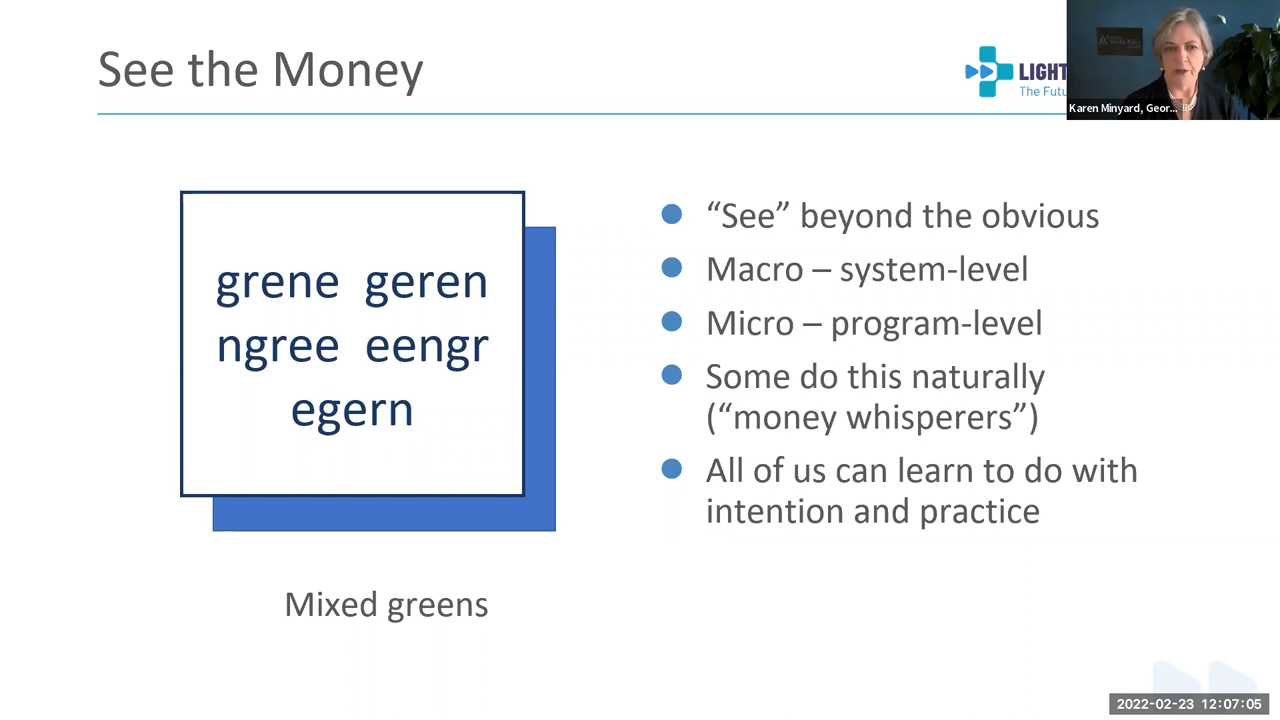 See the Money
LIGHT
The Futu
Karen Minyard, Geor...
grene geren
ngree eengr
egern
Mixed greens
“See” beyond the obvious
Macro – system-level
Micro – program-level
Some do this naturally
(“money whisperers”)
All of us can learn to do with
intention and practice
2022-02-23 12:07:05